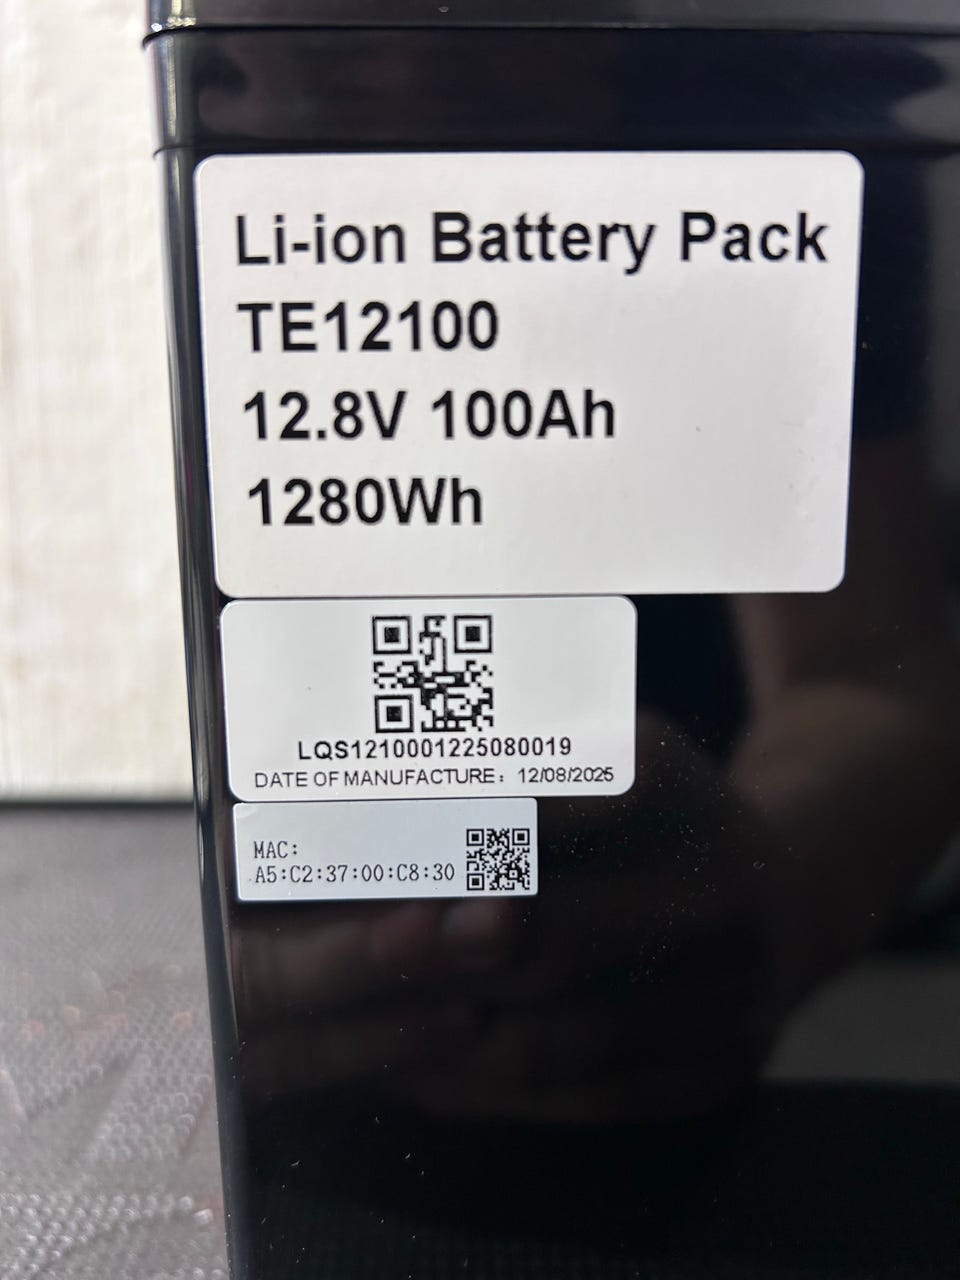 Li-ion Battery Pack
TE12100
12.8V 100Ah
1280Wh
LQS1210001225080019
DATE OF MANUFACTURE: 12/08/2025
MAC:
A5:C2:37:00:C8:30